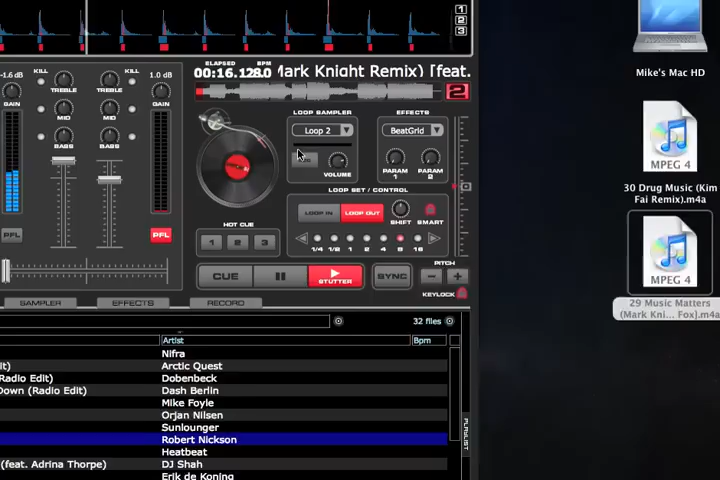 1
2
3
-1.6 dB
KILL
KILL
1.0 dB
GAIN
TREBLE
TREBLE
GAIN
MID
MID
BASS
BASS
PFL
PFL
ELAPSED
BPM
00:16.128.0
Mark Knight Remix) [feat.
2
LOOP SAMPLER
Loop 2
VOLUME
EFFECTS
BeatGrid
PARAM 1
PARAM 2
LOOP SET / CONTROL
LOOP IN
LOOP OUT
SHIFT
SMART
1/4 1/2 1 2 4 8 16
HOT CUE
1 2 3
CUE
STUTTER
SYNC
PITCH
KEYLOCK
SAMPLER
EFFECTS
RECORD
32 files
Artist
Bpm
Nifra
it)
Arctic Quest
Radio Edit)
Dobenbeck
Down (Radio Edit)
Dash Berlin
Mike Foyle
Orjan Nilsen
Sunlounger
Robert Nickson
Heatbeat
(feat. Adrina Thorpe)
DJ Shah
Erik de Koning
PLAYLIST
Mike's Mac HD
MPEG 4
30 Drug Music (Kim
Fai Remix).m4a
MPEG 4
29 Music Matters
(Mark Kni... Fox).m4a